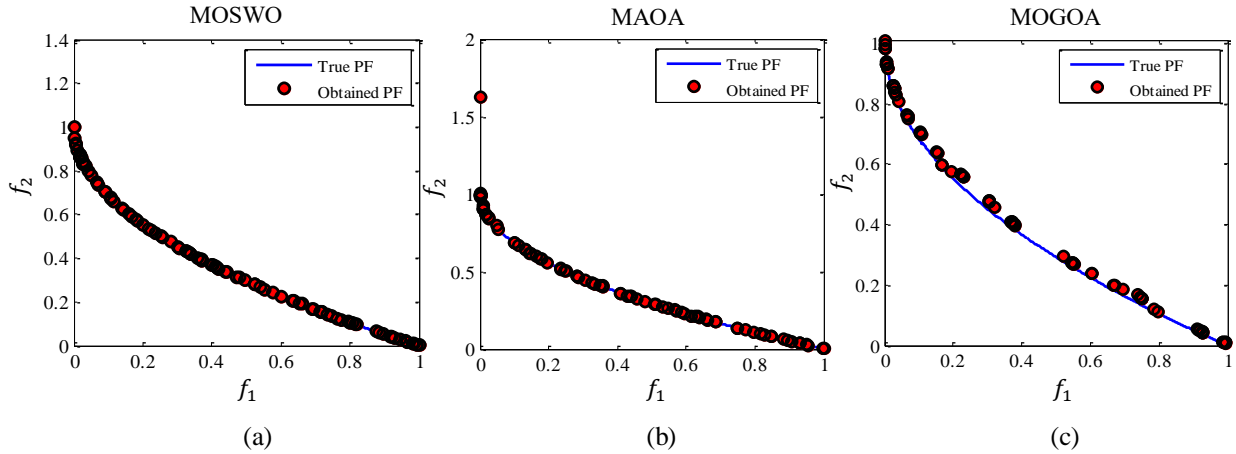 MOSWO
1.4
1.2
1
0.8
0.6
0.4
0.2
0
f₂
True PF
Obtained PF
0 0.2 0.4 0.6 0.8 1
f₁
(a)
MAOA
2
1.5
1
0.5
0
f₂
True PF
Obtained PF
0 0.2 0.4 0.6 0.8 1
f₁
(b)
MOGOA
1
0.8
0.6
0.4
0.2
0
f₂
True PF
Obtained PF
0 0.2 0.4 0.6 0.8 1
f₁
(c)